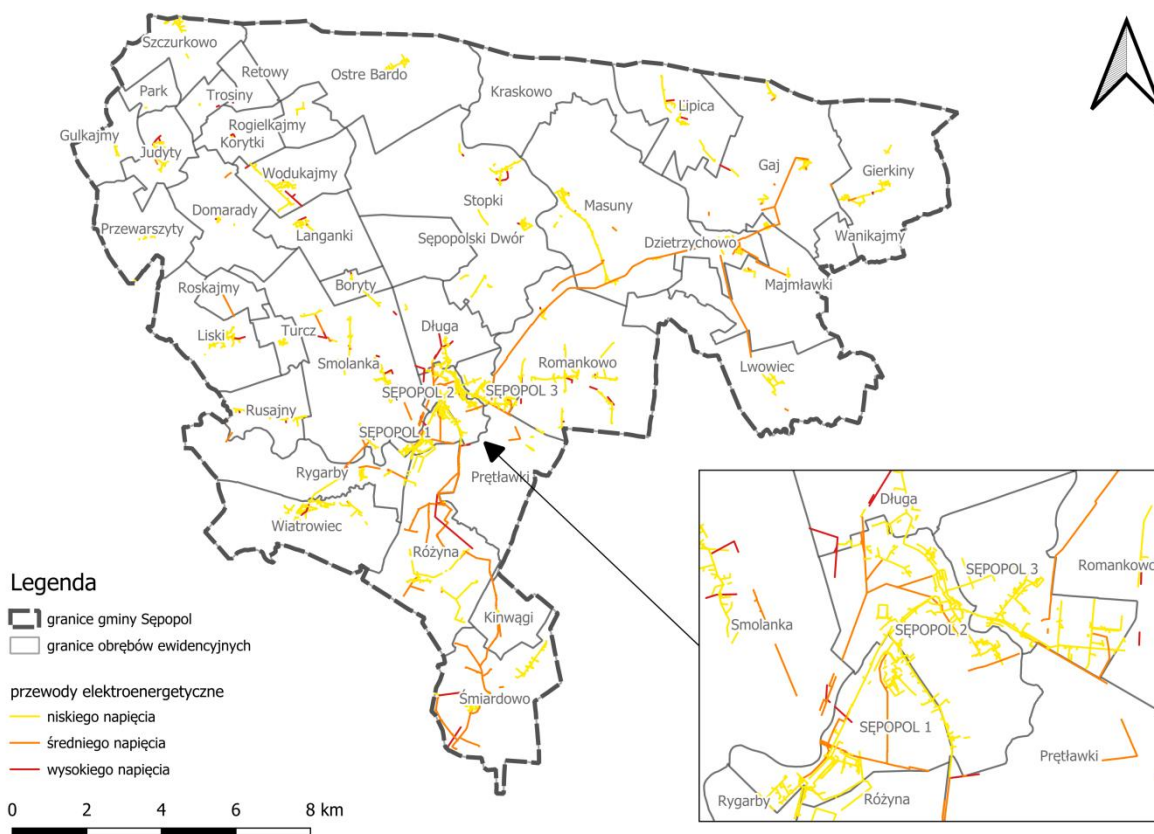 Szczurkowo
Retowy
Ostre Bardo
Park
Trosiny
Kraskowo
Lipica
Gulkajmy
Rogielkajmy
Korytki
Judyty
Gaj
Gierkiny
Wodukajmy
Stopki
Masuny
Domarady
Przewarszyty
Langanki
Sępopolski Dwór
Dzietrzychowo
Wanikajmy
Roskajmy
Boryty
Majmławki
Liski
Turcz
Długa
Smolanka
Romankowo
Lwowiec
SĘPOPOL 2
SĘPOPOL 3
Rusajny
SĘPOPOL 1
Rygarby
Prętławki
Wiatrowiec
Różyna
Kinwągi
Śmiardowo
Legenda
granice gminy Sępopol
granice obrębów ewidencyjnych
przewody elektroenergetyczne
niskiego napięcia
średniego napięcia
wysokiego napięcia
0 2 4 6 8 km
Długa
SĘPOPOL 3
Romankowo
Smolanka
SĘPOPOL 2
SĘPOPOL 1
Prętławki
Rygarby
Różyna